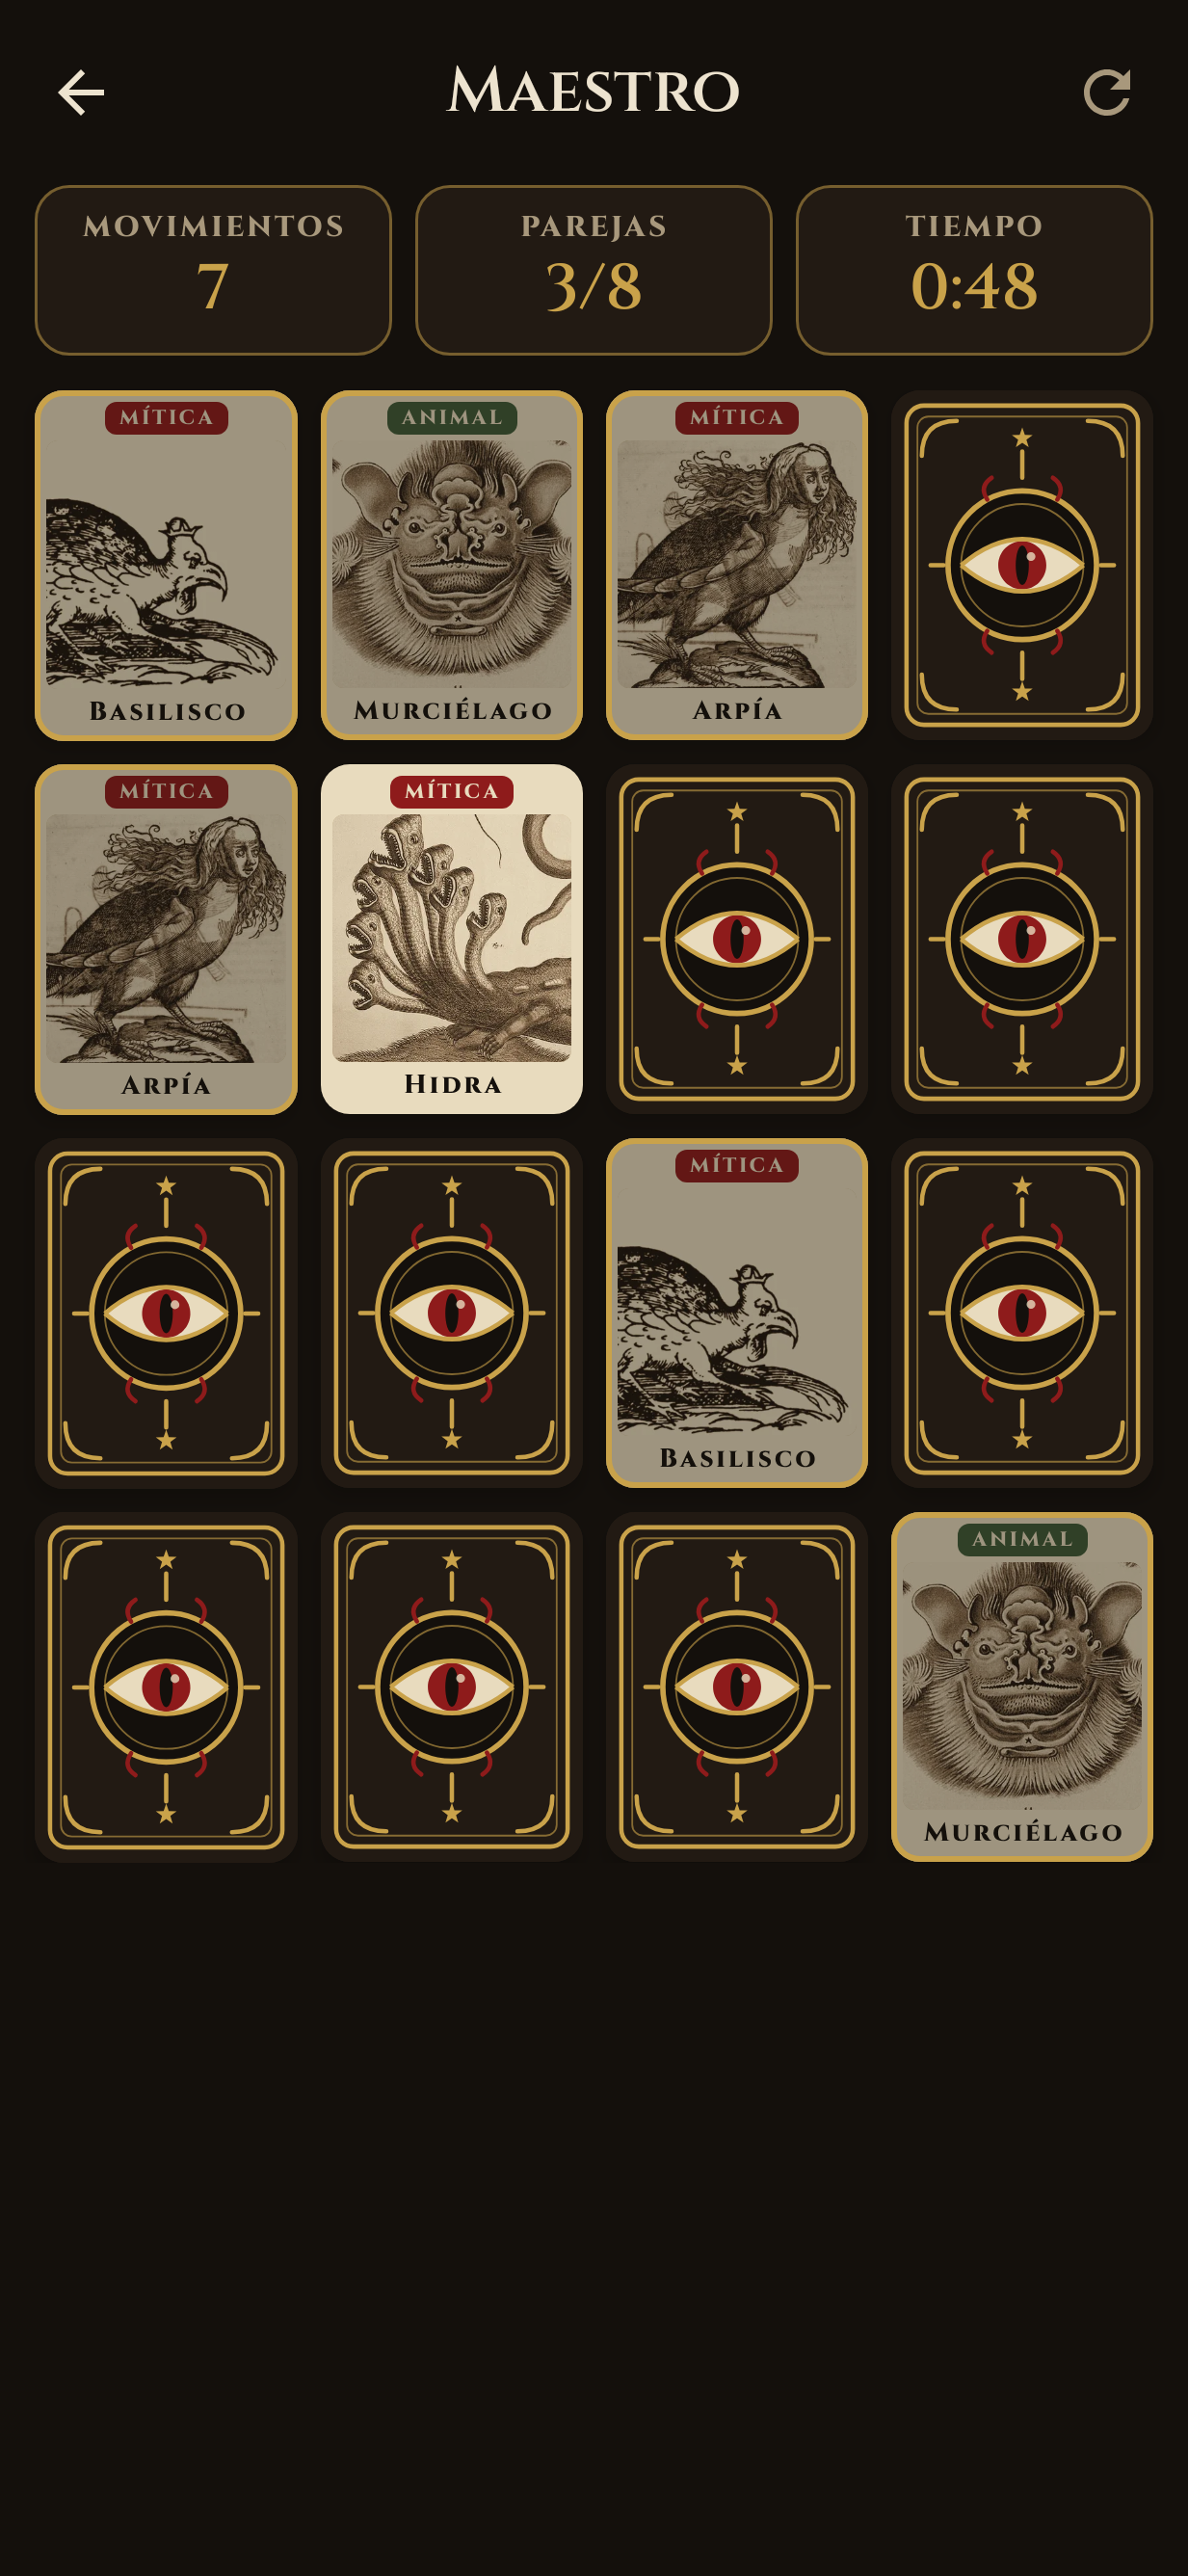 Maestro
MOVIMIENTOS
7
PAREJAS
3/8
TIEMPO
0:48
MÍTICA
Basilisco
ANIMAL
Murciélago
MÍTICA
Arpía
MÍTICA
Arpía
MÍTICA
Hidra
MÍTICA
Basilisco
ANIMAL
Murciélago